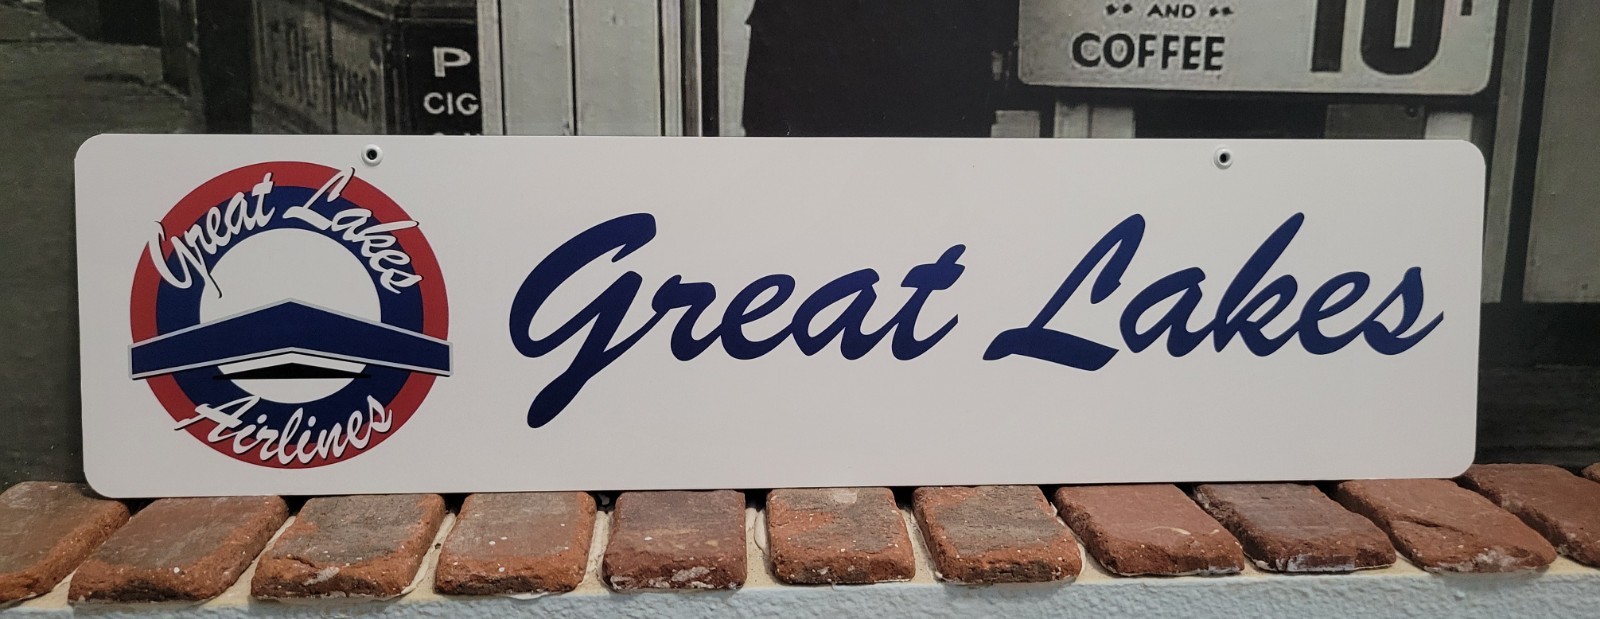 AND
COFFEE
10
P
CIG
Great Lakes
Airlines
Great Lakes